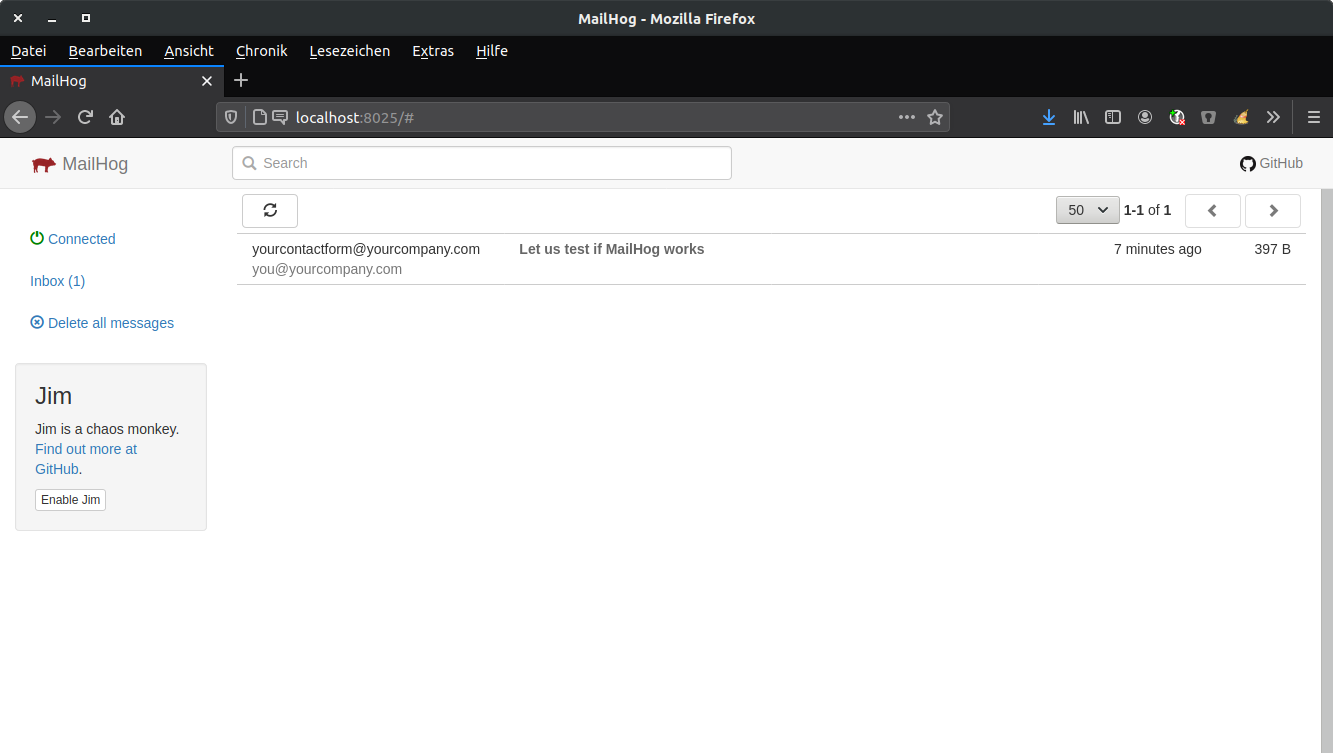 MailHog - Mozilla Firefox
Datei Bearbeiten Ansicht Chronik Lesezeichen Extras Hilfe
MailHog
localhost:8025/#
MailHog Search GitHub
50 1-1 of 1
Connected
Inbox (1)
Delete all messages
yourcontactform@yourcompany.com Let us test if MailHog works 7 minutes ago 397 B
you@yourcompany.com
Jim
Jim is a chaos monkey.
Find out more at
GitHub.
Enable Jim